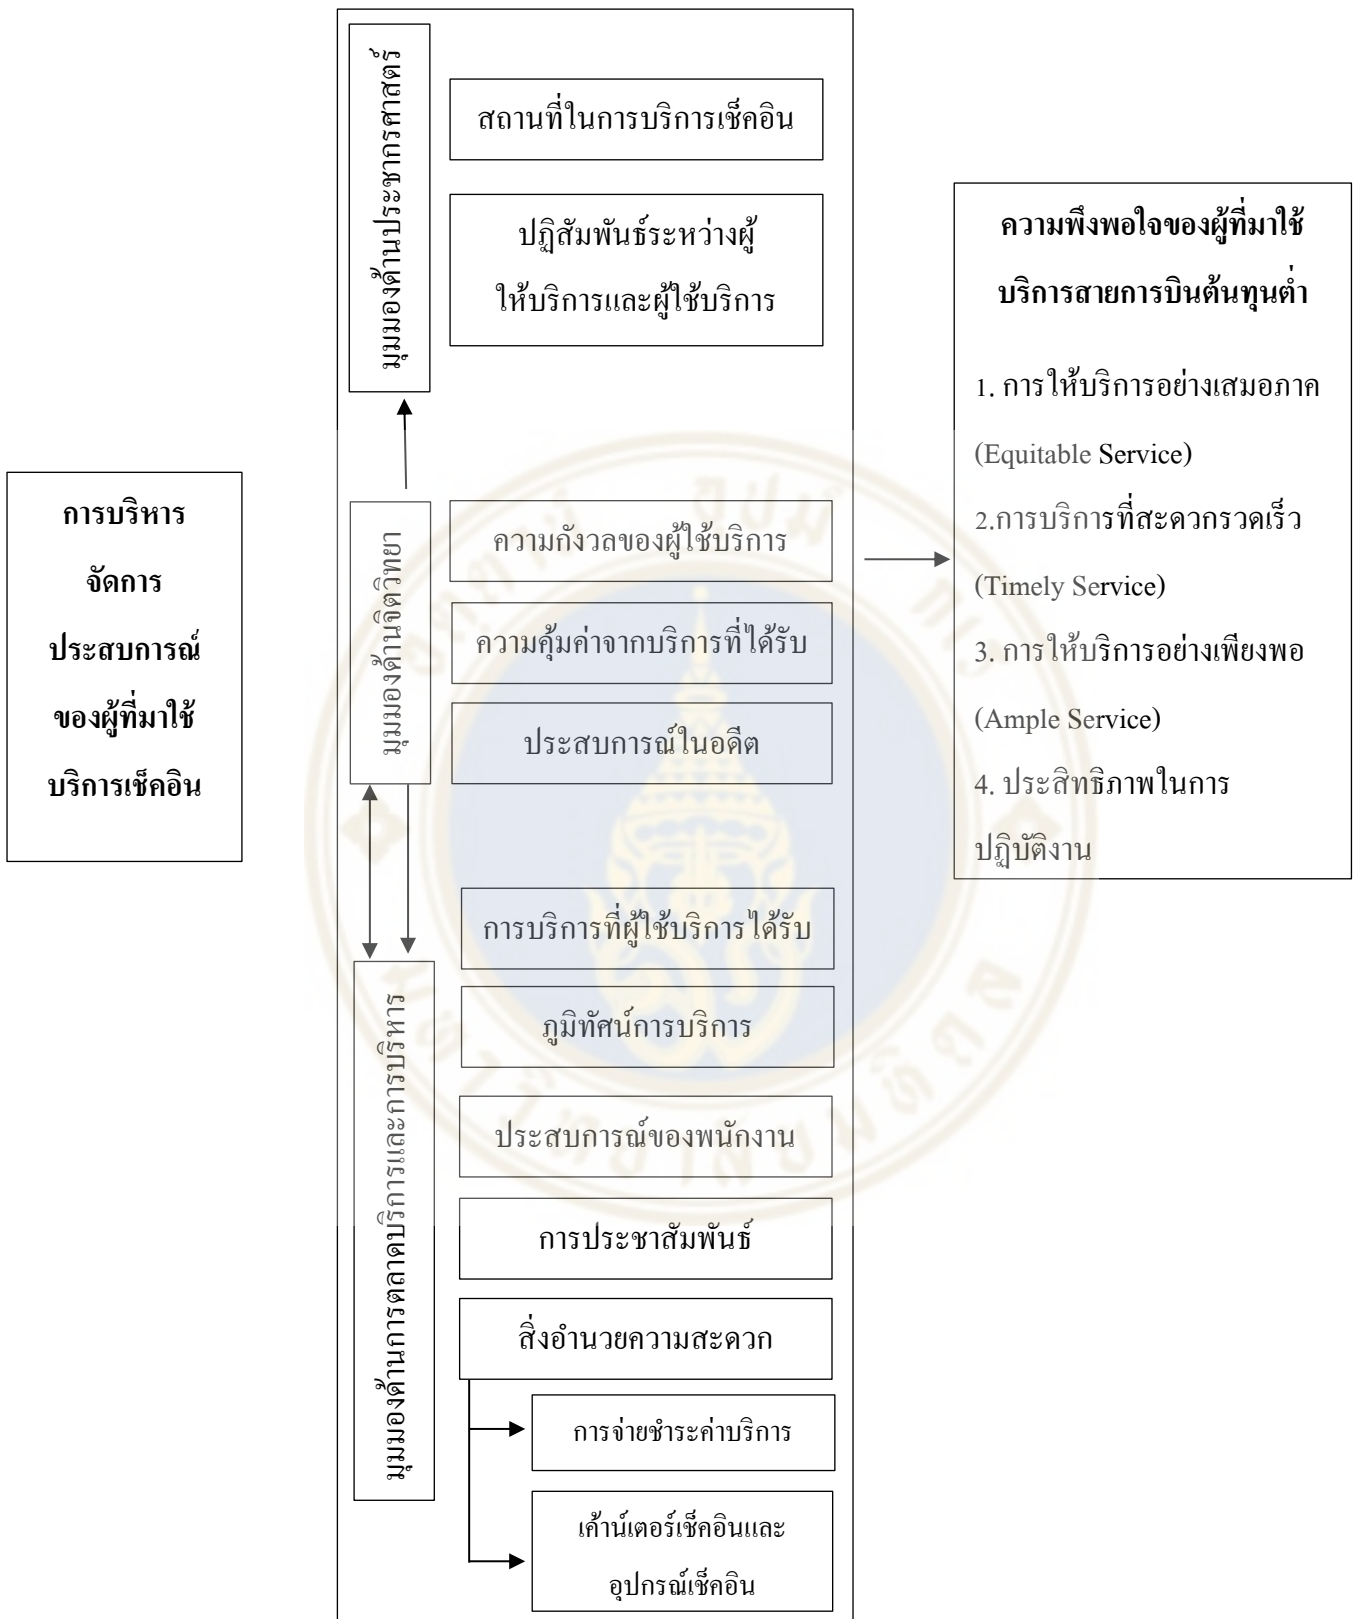 การบริหาร
จัดการ
ประสบการณ์
ของผู้ที่มาใช้
บริการเช็คอิน
มุมมองด้านประชากรศาสตร์
สถานที่ในการบริการเช็คอิน
ปฏิสัมพันธ์ระหว่างผู้
ให้บริการและผู้ใช้บริการ
มุมมองด้านจิตวิทยา
ความกังวลของผู้ใช้บริการ
ความคุ้มค่าจากบริการที่ได้รับ
ประสบการณ์ในอดีต
มุมมองด้านการตลาดบริการและการบริหาร
การบริการที่ผู้ใช้บริการได้รับ
ภูมิทัศน์การบริการ
ประสบการณ์ของพนักงาน
การประชาสัมพันธ์
สิ่งอำนวยความสะดวก
การจ่ายชำระค่าบริการ
เค้าน์เตอร์เช็คอินและ
อุปกรณ์เช็คอิน
ความพึงพอใจของผู้ที่มาใช้
บริการสายการบินต้นทุนต่ำ
1. การให้บริการอย่างเสมอภาค
(Equitable Service)
2.การบริการที่สะดวกรวดเร็ว
(Timely Service)
3. การให้บริการอย่างเพียงพอ
(Ample Service)
4. ประสิทธิภาพในการ
ปฏิบัติงาน
อตฺตานํ อุปมํ กเร
มหาวิทยาลัยมหิดล